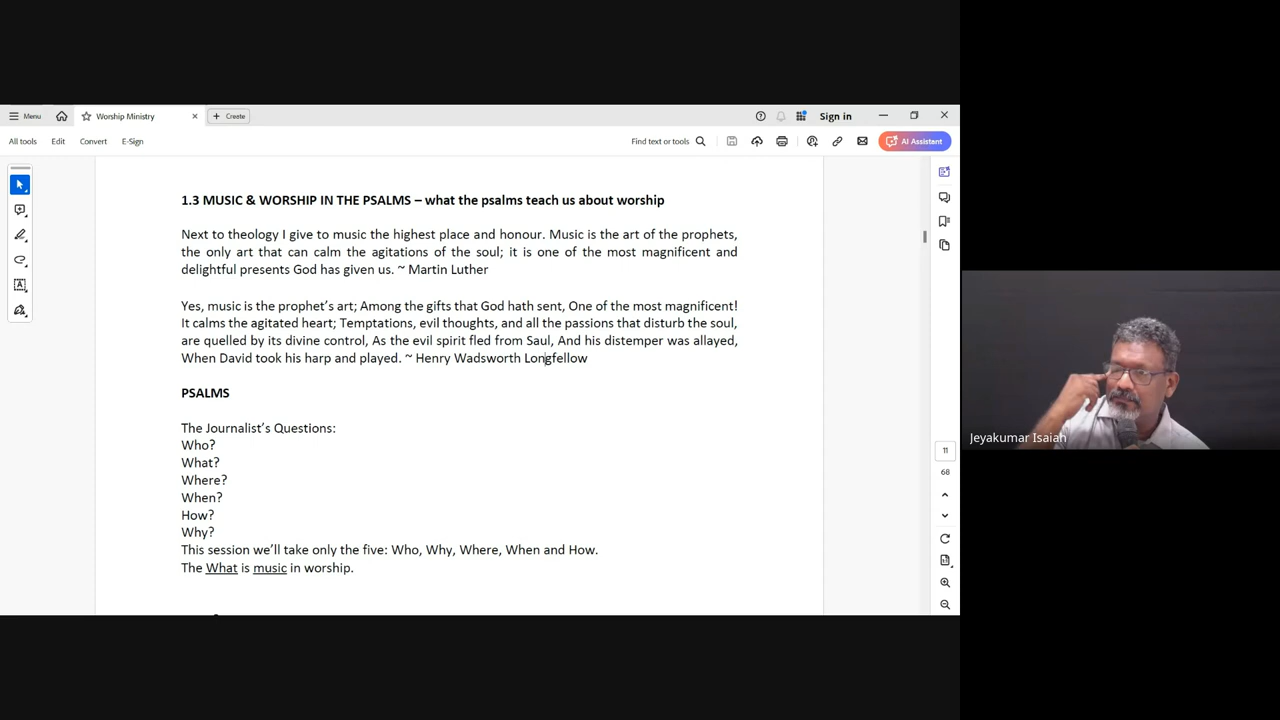 Menu
Worship Ministry
Create
Sign in
All tools
Edit
Convert
E-Sign
Find text or tools
AI Assistant
1.3 MUSIC & WORSHIP IN THE PSALMS – what the psalms teach us about worship
Next to theology I give to music the highest place and honour. Music is the art of the prophets,
the only art that can calm the agitations of the soul; it is one of the most magnificent and
delightful presents God has given us. ~ Martin Luther
Yes, music is the prophet’s art; Among the gifts that God hath sent, One of the most magnificent!
It calms the agitated heart; Temptations, evil thoughts, and all the passions that disturb the soul,
are quelled by its divine control, As the evil spirit fled from Saul, And his distemper was allayed,
When David took his harp and played. ~ Henry Wadsworth Longfellow
PSALMS
The Journalist’s Questions:
Who?
What?
Where?
When?
How?
Why?
This session we’ll take only the five: Who, Why, Where, When and How.
The What is music in worship.
11
68
Jeyakumar Isaiah